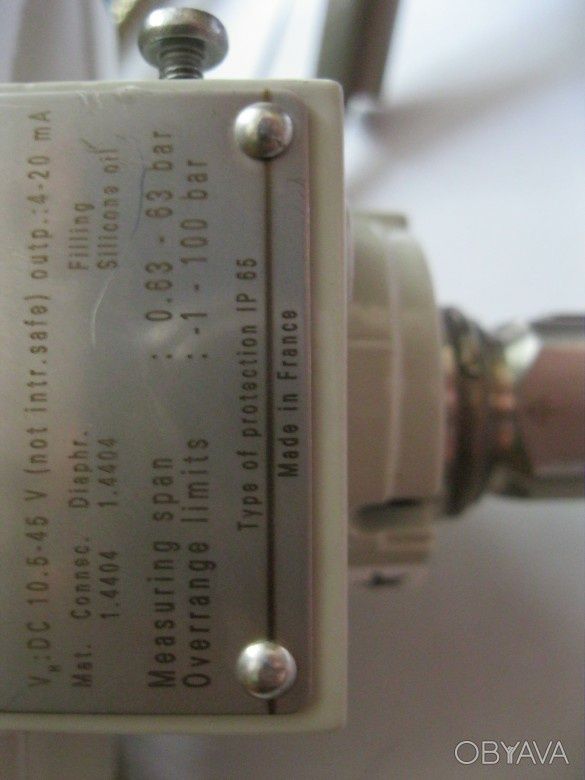 V_H:DC 10.5-45 V (not intr.safe) outp.:4-20 mA
Mat. Connec. Diaphr. Filling
1.4404 1.4404 Silicone oil
Measuring span : 0.63 - 63 bar
Overrange limits : -1 - 100 bar
Type of protection IP 65
Made in France
OBYAVA